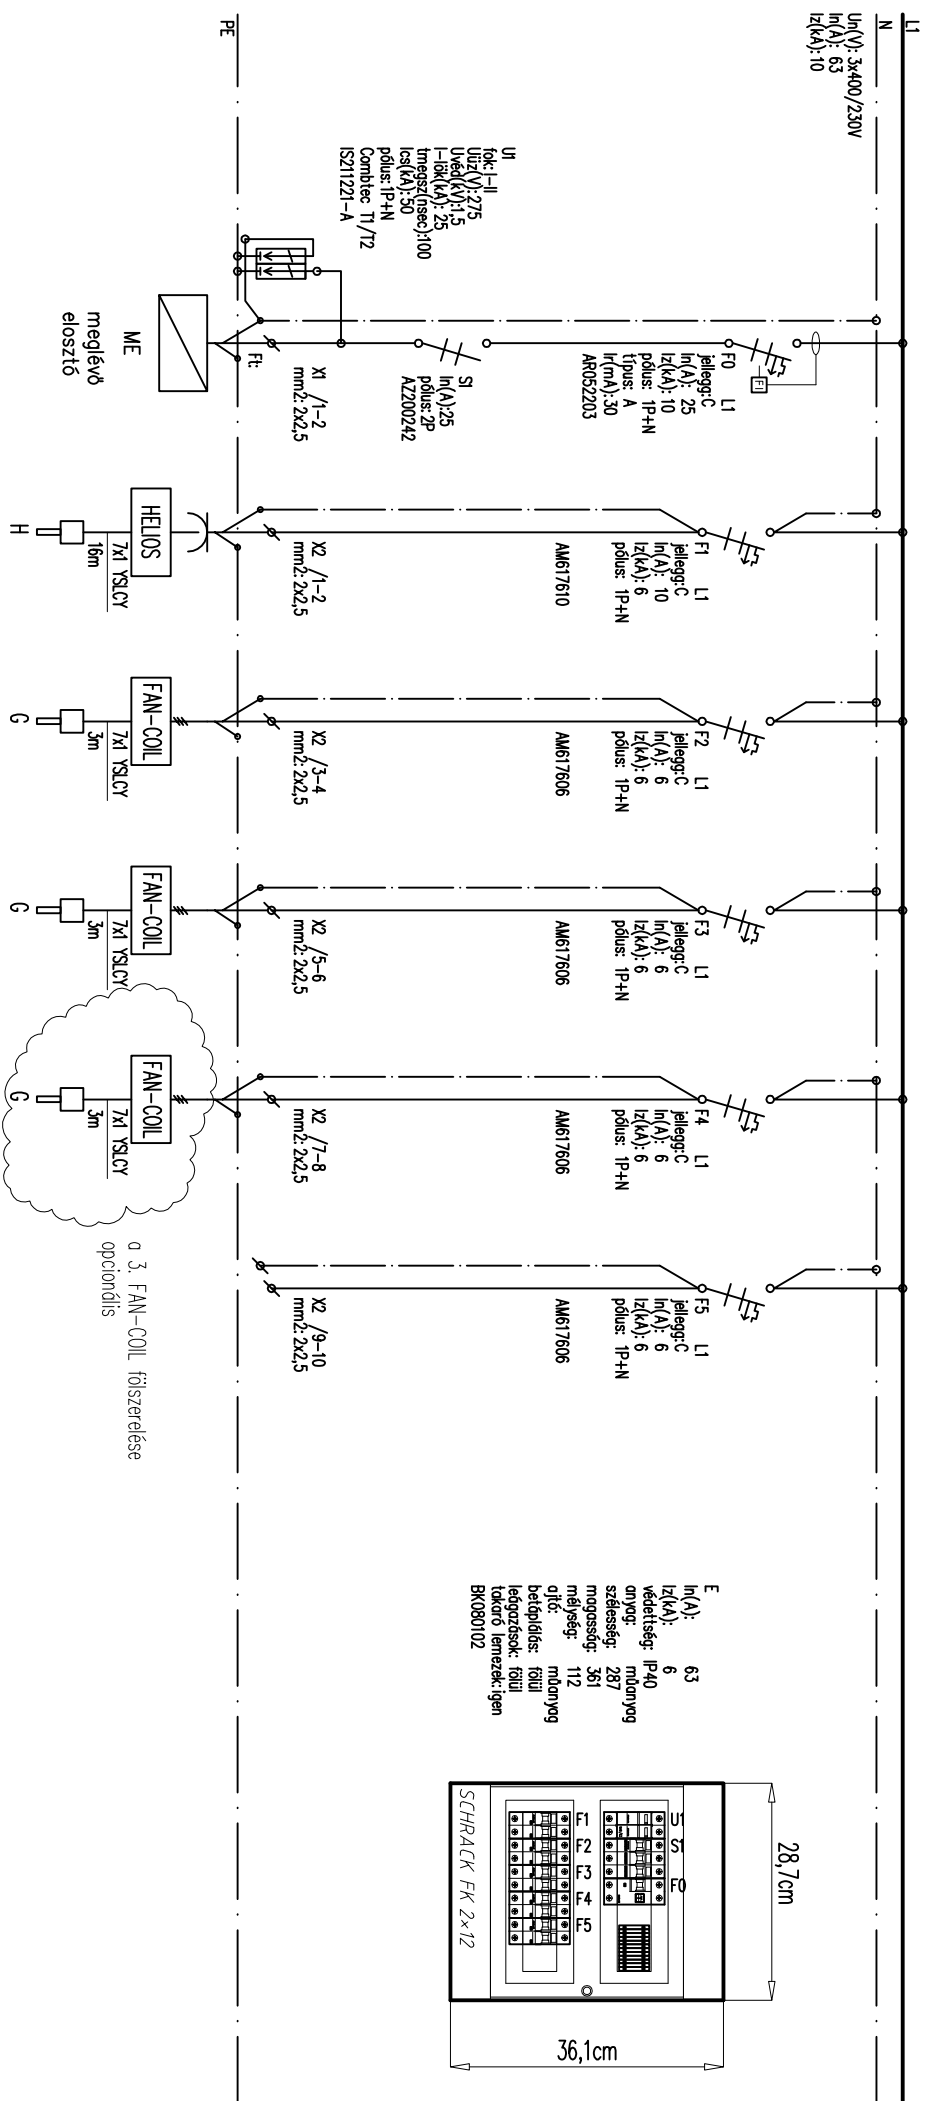 L1
N
Un(V): 3x400/230V
In(A): 63
Iz(kA):10
PE
U1
fok:I-II
Uüz(V):275
Uvéd(kV):1,5
I-lök(kA): 25
tmegsz(nsec):100
Ics(kA):50
pólus:1P+N
Combtec T1/T2
IS211221-A
F0 L1
jellegg:C
In(A): 25
Iz(kA): 10
pólus: 1P+N
típus: A
Ir(mA):30
AR052203
FI
S1
In(A):25
pólus:2P
AZ200242
X1 /1-2
mm2: 2x2,5
Ft:
ME
meglévő
elosztó
F1 L1
jellegg:C
In(A): 10
Iz(kA): 6
pólus: 1P+N
AM617610
X2 /1-2
mm2: 2x2,5
HELIOS
7x1 YSLCY
16m
H
F2 L1
jellegg:C
In(A): 6
Iz(kA): 6
pólus: 1P+N
AM617606
X2 /3-4
mm2: 2x2,5
FAN-COIL
7x1 YSLCY
3m
G
F3 L1
jellegg:C
In(A): 6
Iz(kA): 6
pólus: 1P+N
AM617606
X2 /5-6
mm2: 2x2,5
FAN-COIL
7x1 YSLCY
3m
G
F4 L1
jellegg:C
In(A): 6
Iz(kA): 6
pólus: 1P+N
AM617606
X2 /7-8
mm2: 2x2,5
FAN-COIL
7x1 YSLCY
3m
G
a 3. FAN-COIL fölszerelése
opcionális
F5 L1
jellegg:C
In(A): 6
Iz(kA): 6
pólus: 1P+N
AM617606
X2 /9-10
mm2: 2x2,5
E
In(A): 63
Iz(kA): 6
védettség: IP40
anyag: műanyag
szélesség: 287
magasság: 361
mélység: 112
ajtó: műanyag
betáplálás: fölül
leágazások: fölül
takaró lemezek:igen
BK080102
28,7cm
36,1cm
U1
S1
F0
F1
F2
F3
F4
F5
SCHRACK FK 2x12